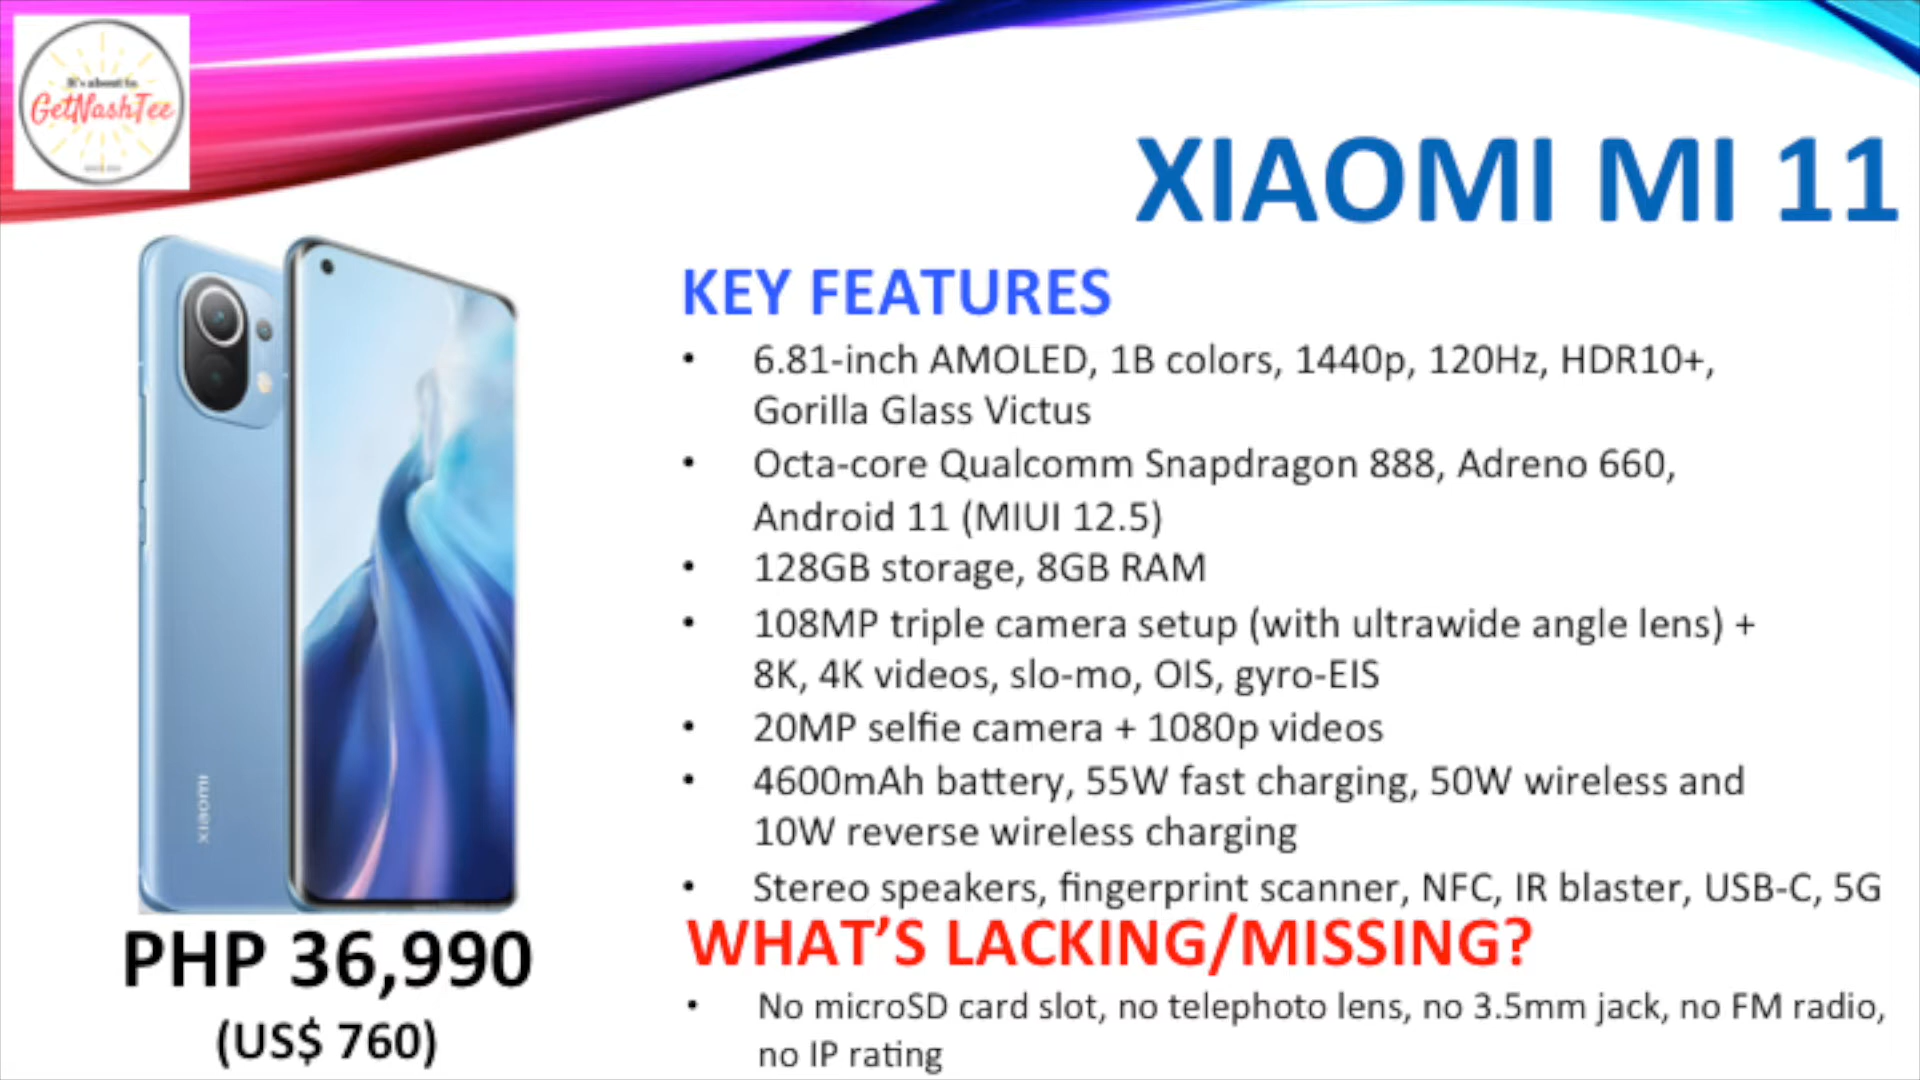 It's about to
GetNashTee
XIAOMI MI 11
KEY FEATURES
• 6.81-inch AMOLED, 1B colors, 1440p, 120Hz, HDR10+,
Gorilla Glass Victus
• Octa-core Qualcomm Snapdragon 888, Adreno 660,
Android 11 (MIUI 12.5)
• 128GB storage, 8GB RAM
• 108MP triple camera setup (with ultrawide angle lens) +
8K, 4K videos, slo-mo, OIS, gyro-EIS
• 20MP selfie camera + 1080p videos
• 4600mAh battery, 55W fast charging, 50W wireless and
10W reverse wireless charging
• Stereo speakers, fingerprint scanner, NFC, IR blaster, USB-C, 5G
WHAT'S LACKING/MISSING?
• No microSD card slot, no telephoto lens, no 3.5mm jack, no FM radio,
no IP rating
xiaomi
PHP 36,990
(US$ 760)